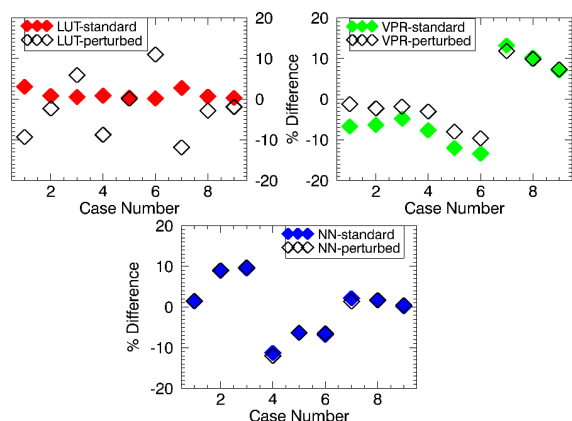 LUT-standard
LUT-perturbed
20
10
0
-10
-20
2 4 6 8
Case Number
% Difference
VPR-standard
VPR-perturbed
20
10
0
-10
-20
2 4 6 8
Case Number
% Difference
NN-standard
NN-perturbed
20
10
0
-10
-20
2 4 6 8
Case Number